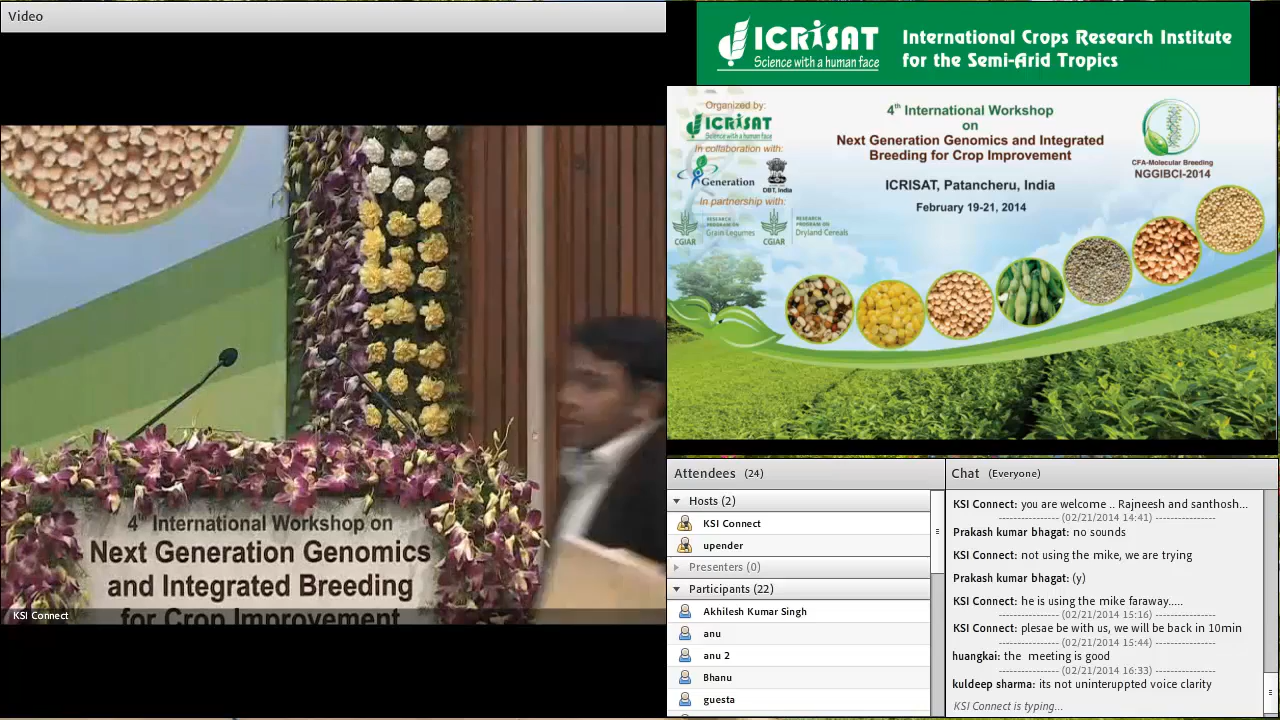 Video
4th International Workshop on
Next Generation Genomics
and Integrated Breeding
for Crop Improvement
KSI Connect
ICRISAT
Science with a human face
International Crops Research Institute
for the Semi-Arid Tropics
Organized by:
ICRISAT
Science with a human face
In collaboration with:
Generation
DBT, India
In partnership with:
CGIAR
RESEARCH
PROGRAM ON
Grain Legumes
CGIAR
RESEARCH
PROGRAM ON
Dryland Cereals
4th International Workshop
on
Next Generation Genomics and Integrated
Breeding for Crop Improvement
ICRISAT, Patancheru, India
February 19-21, 2014
CFA-Molecular Breeding
NGGIBCI-2014
Attendees (24)
Hosts (2)
KSI Connect
upender
Presenters (0)
Participants (22)
Akhilesh Kumar Singh
anu
anu 2
Bhanu
guesta
Chat (Everyone)
KSI Connect: you are welcome .. Rajneesh and santhosh...
---------------- (02/21/2014 14:41) ---------------
Prakash kumar bhagat: no sounds
KSI Connect: not using the mike, we are trying
Prakash kumar bhagat: (y)
KSI Connect: he is using the mike faraway.....
---------------- (02/21/2014 15:16) ---------------
KSI Connect: plesae be with us, we will be back in 10min
---------------- (02/21/2014 15:44) ---------------
huangkai: the meeting is good
---------------- (02/21/2014 16:33) ---------------
kuldeep sharma: its not uninteruppted voice clarity
KSI Connect is typing...